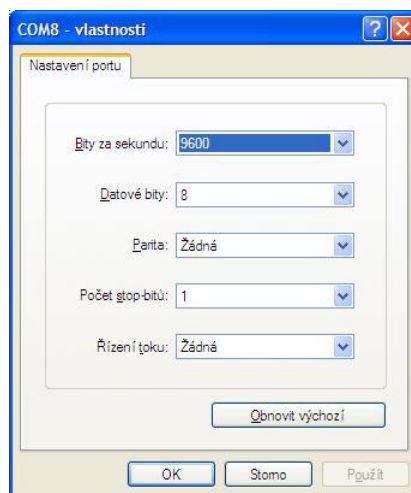 COM8 - vlastnosti
Nastavení portu
Bity za sekundu: 9600
Datové bity: 8
Parita: Žádná
Počet stop-bitů: 1
Řízení toku: Žádná
Obnovit výchozí
OK Storno Použít